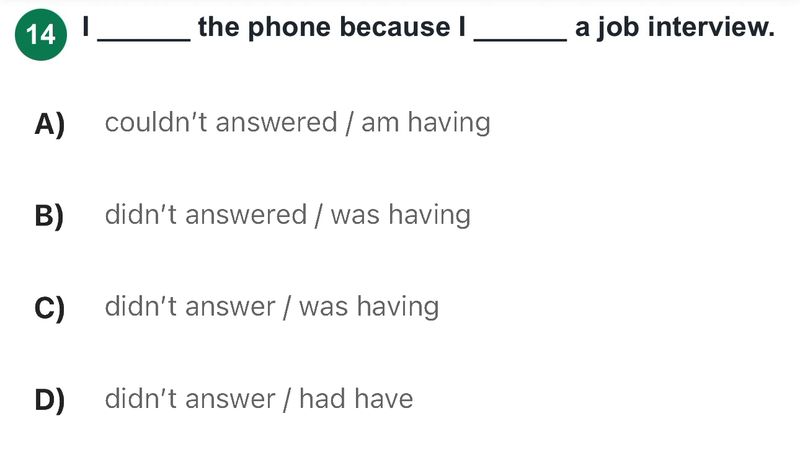 14 I ______ the phone because I ______ a job interview.
A) couldn't answered / am having
B) didn't answered / was having
C) didn't answer / was having
D) didn't answer / had have